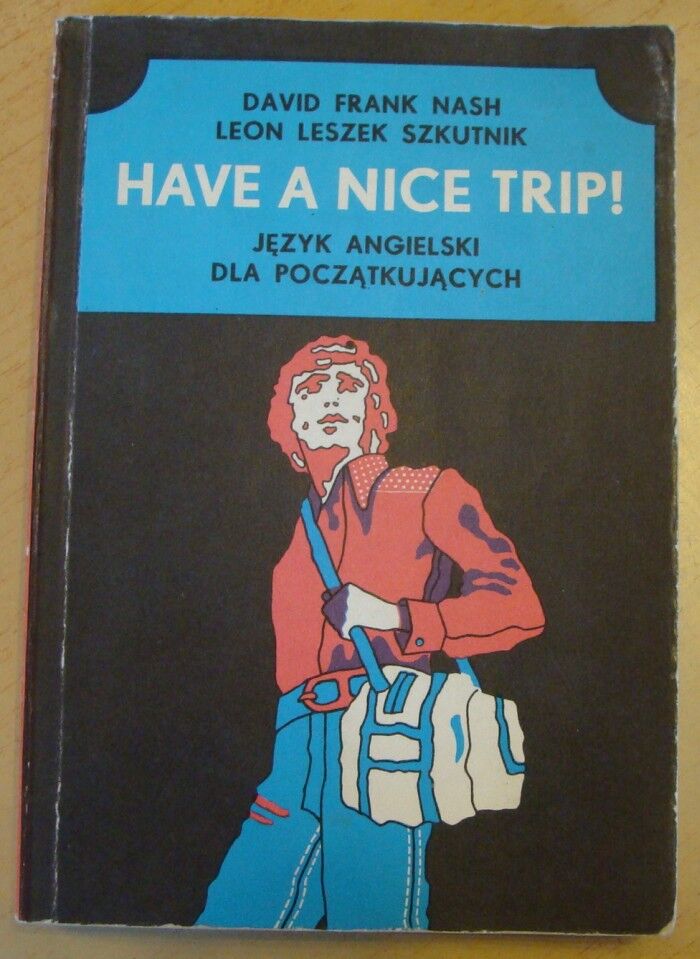 DAVID FRANK NASH
LEON LESZEK SZKUTNIK
HAVE A NICE TRIP!
JĘZYK ANGIELSKI
DLA POCZĄTKUJĄCYCH